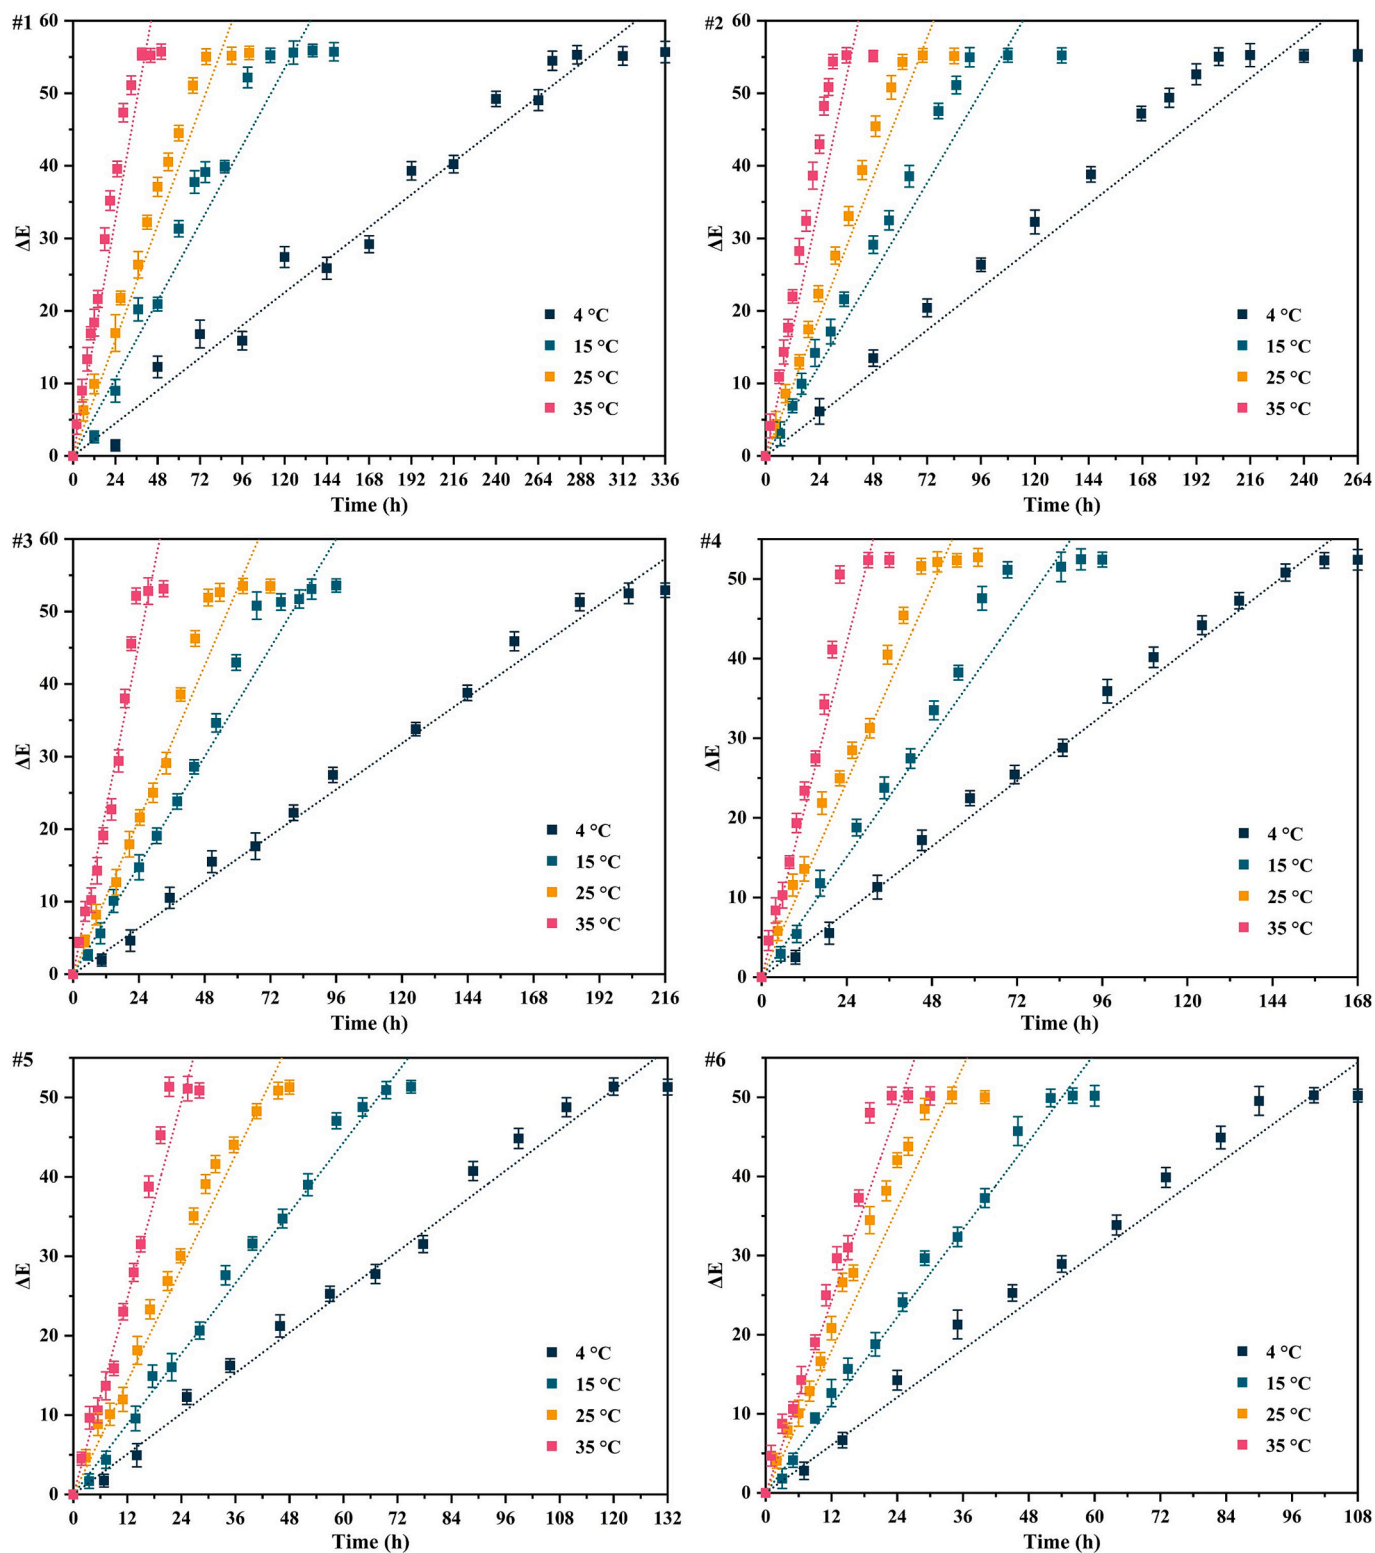 #1
60
50
40
30
20
10
0
ΔE
4 °C
15 °C
25 °C
35 °C
0 24 48 72 96 120 144 168 192 216 240 264 288 312 336
Time (h)
#2
60
50
40
30
20
10
0
ΔE
4 °C
15 °C
25 °C
35 °C
0 24 48 72 96 120 144 168 192 216 240 264
Time (h)
#3
60
50
40
30
20
10
0
ΔE
4 °C
15 °C
25 °C
35 °C
0 24 48 72 96 120 144 168 192 216
Time (h)
#4
50
40
30
20
10
0
ΔE
4 °C
15 °C
25 °C
35 °C
0 24 48 72 96 120 144 168
Time (h)
#5
50
40
30
20
10
0
ΔE
4 °C
15 °C
25 °C
35 °C
0 12 24 36 48 60 72 84 96 108 120 132
Time (h)
#6
50
40
30
20
10
0
ΔE
4 °C
15 °C
25 °C
35 °C
0 12 24 36 48 60 72 84 96 108
Time (h)